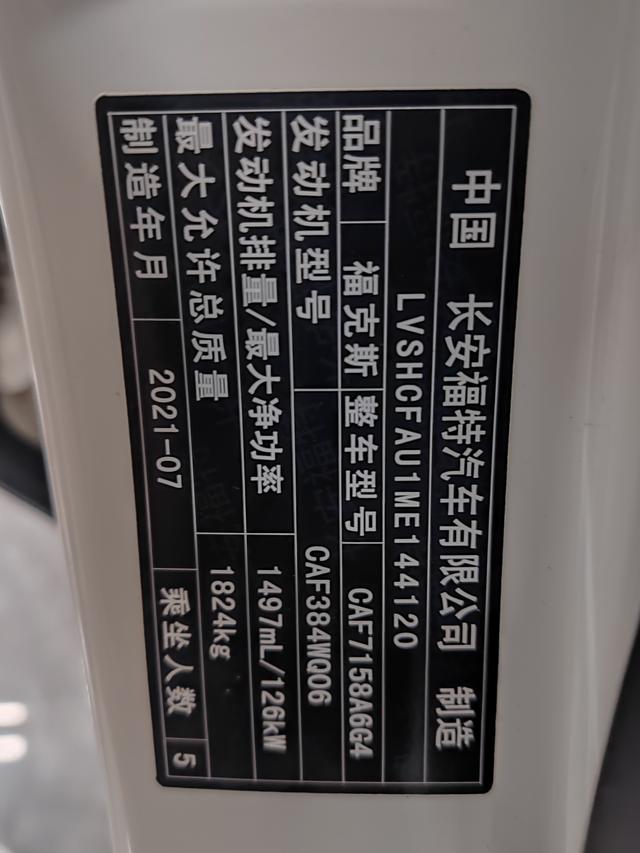 中国 长安福特汽车有限公司 制造
LVSHCFAU1ME144120
品牌 福克斯 整车型号 CAF7158A6G4
发动机型号 CAF384WQ06
发动机排量/最大净功率 1497mL/126kW
最大允许总质量 1824kg
制造年月 2021-07 乘坐人数 5